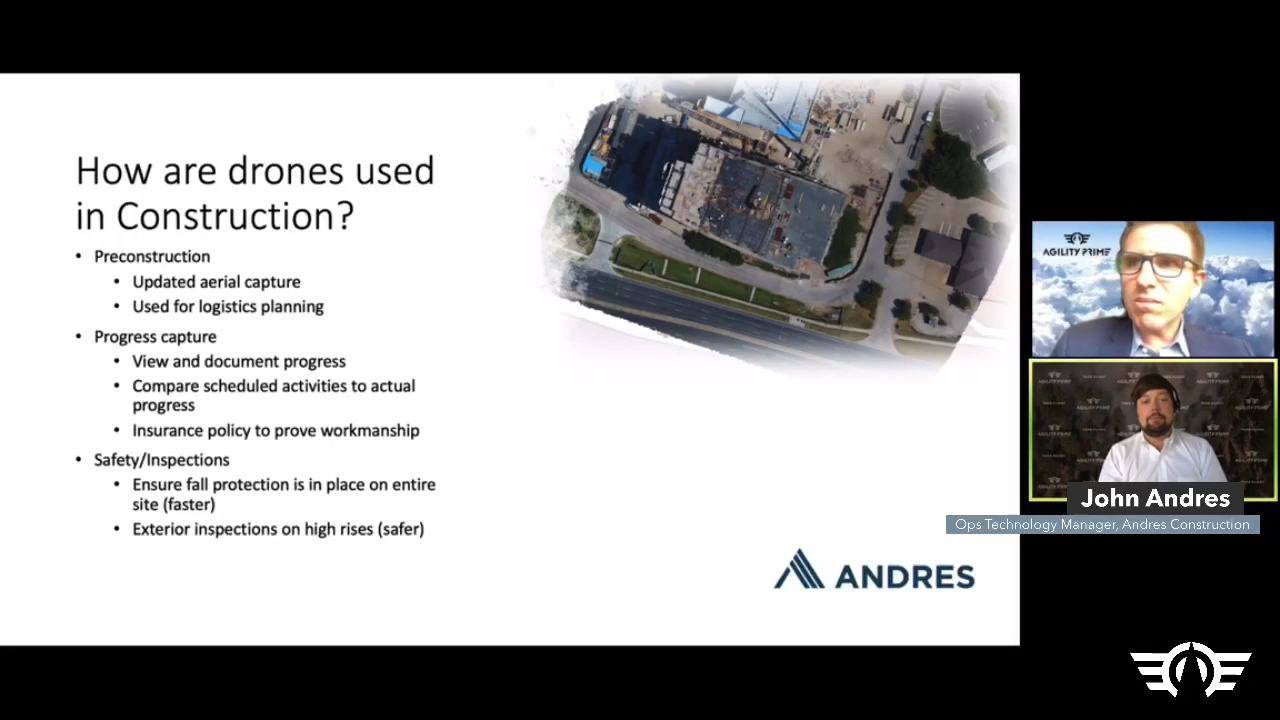 How are drones used
in Construction?
• Preconstruction
• Updated aerial capture
• Used for logistics planning
• Progress capture
• View and document progress
• Compare scheduled activities to actual
progress
• Insurance policy to prove workmanship
• Safety/Inspections
• Ensure fall protection is in place on entire
site (faster)
• Exterior inspections on high rises (safer)
ANDRES
AGILITY PRIME
John Andres
Ops Technology Manager, Andres Construction